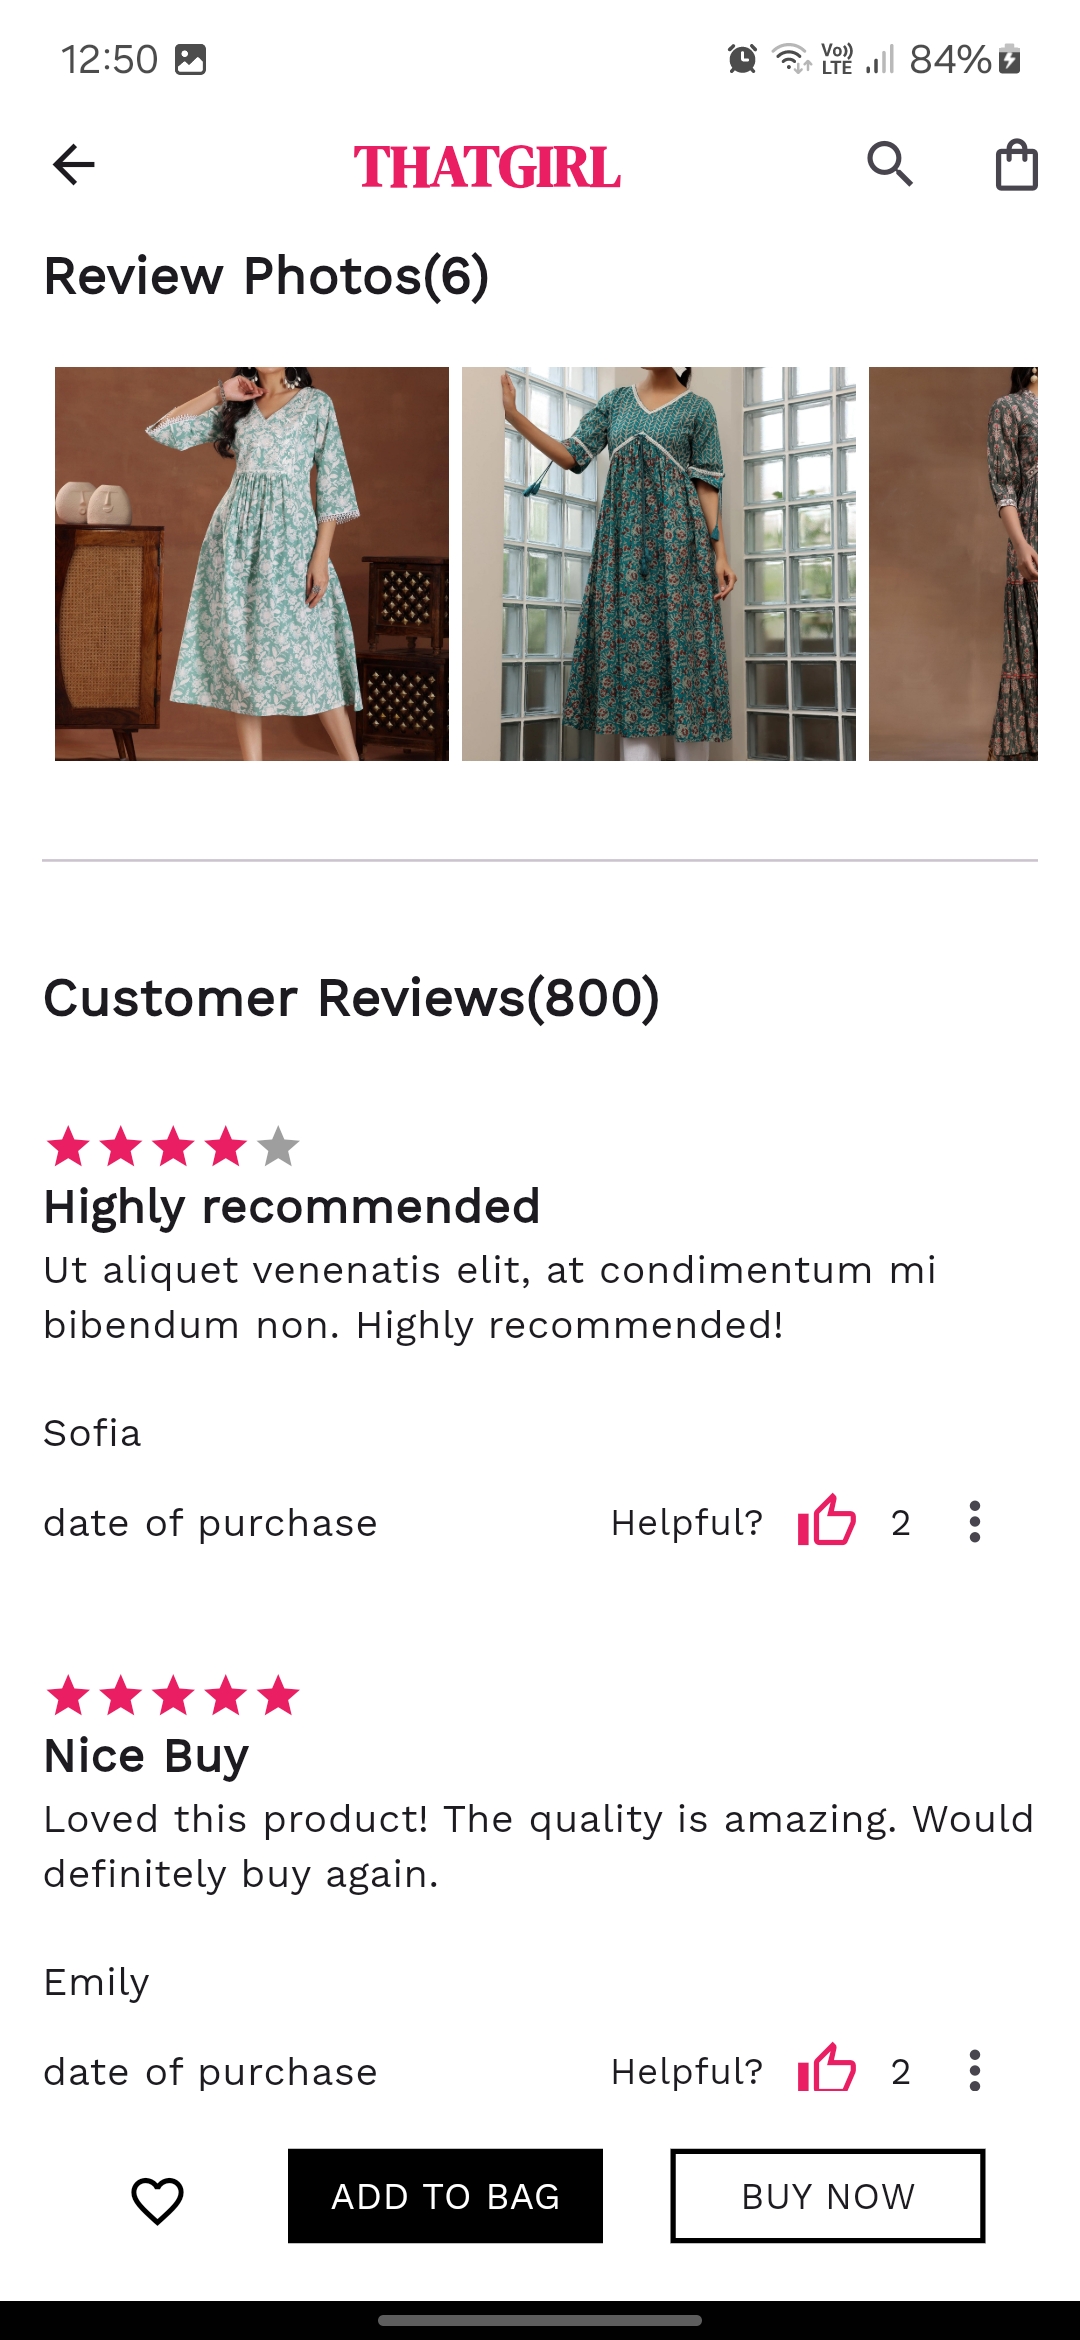 12:50
Vo)) LTE 84%
THATGIRL
Review Photos(6)
Customer Reviews(800)
Highly recommended
Ut aliquet venenatis elit, at condimentum mi
bibendum non. Highly recommended!
Sofia
date of purchase Helpful? 2
Nice Buy
Loved this product! The quality is amazing. Would
definitely buy again.
Emily
date of purchase Helpful? 2
ADD TO BAG BUY NOW